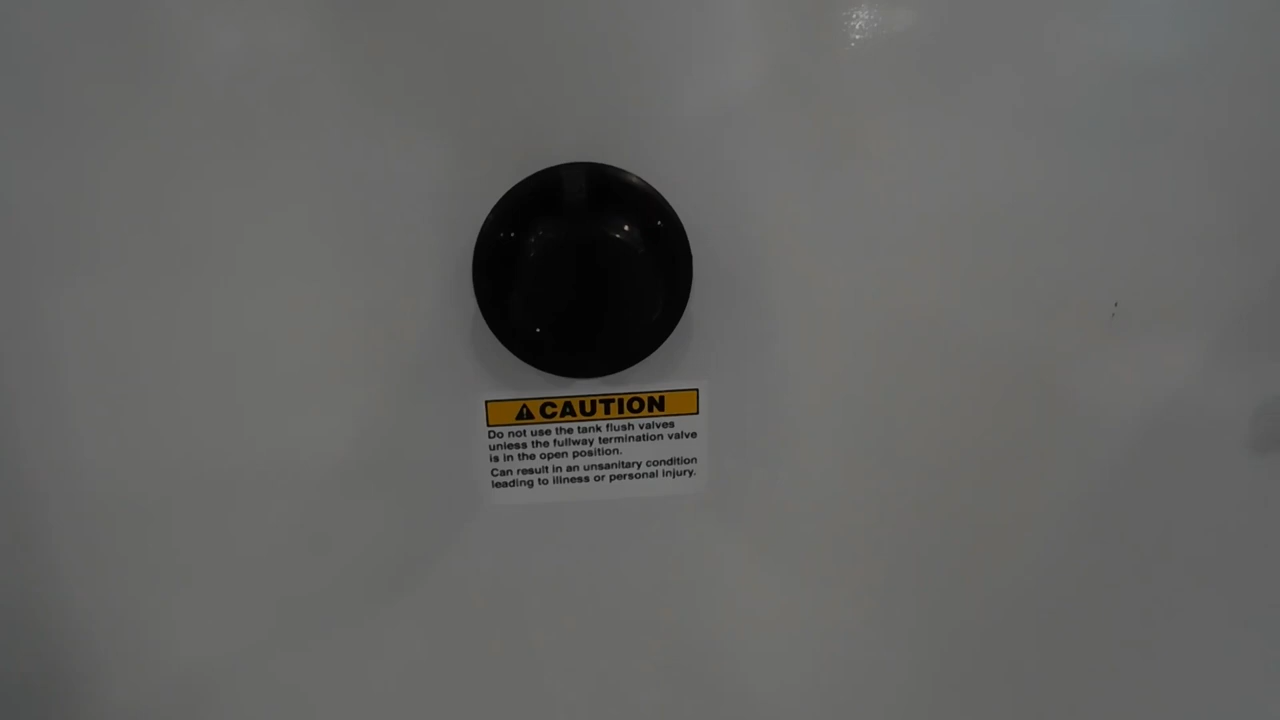 CAUTION
Do not use the tank flush valves
unless the fullway termination valve
is in the open position.
Can result in an unsanitary condition
leading to illness or personal injury.